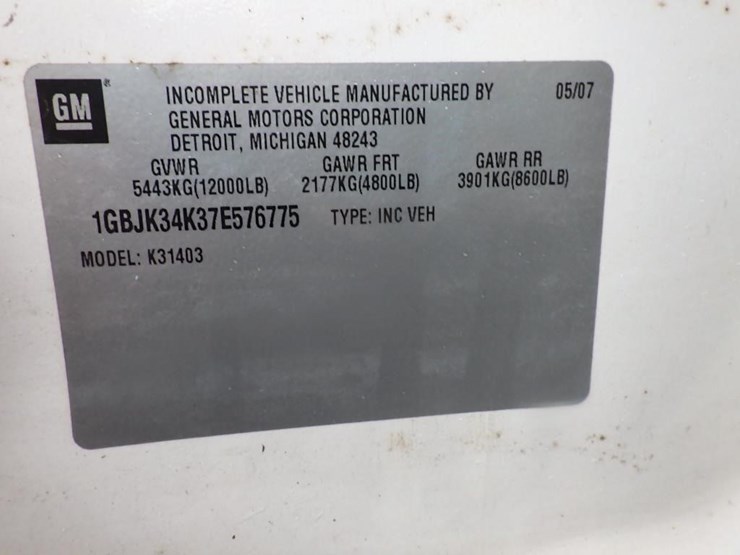 GM
INCOMPLETE VEHICLE MANUFACTURED BY 05/07
GENERAL MOTORS CORPORATION
DETROIT, MICHIGAN 48243
GVWR GAWR FRT GAWR RR
5443KG(12000LB) 2177KG(4800LB) 3901KG(8600LB)
1GBJK34K37E576775 TYPE: INC VEH
MODEL: K31403